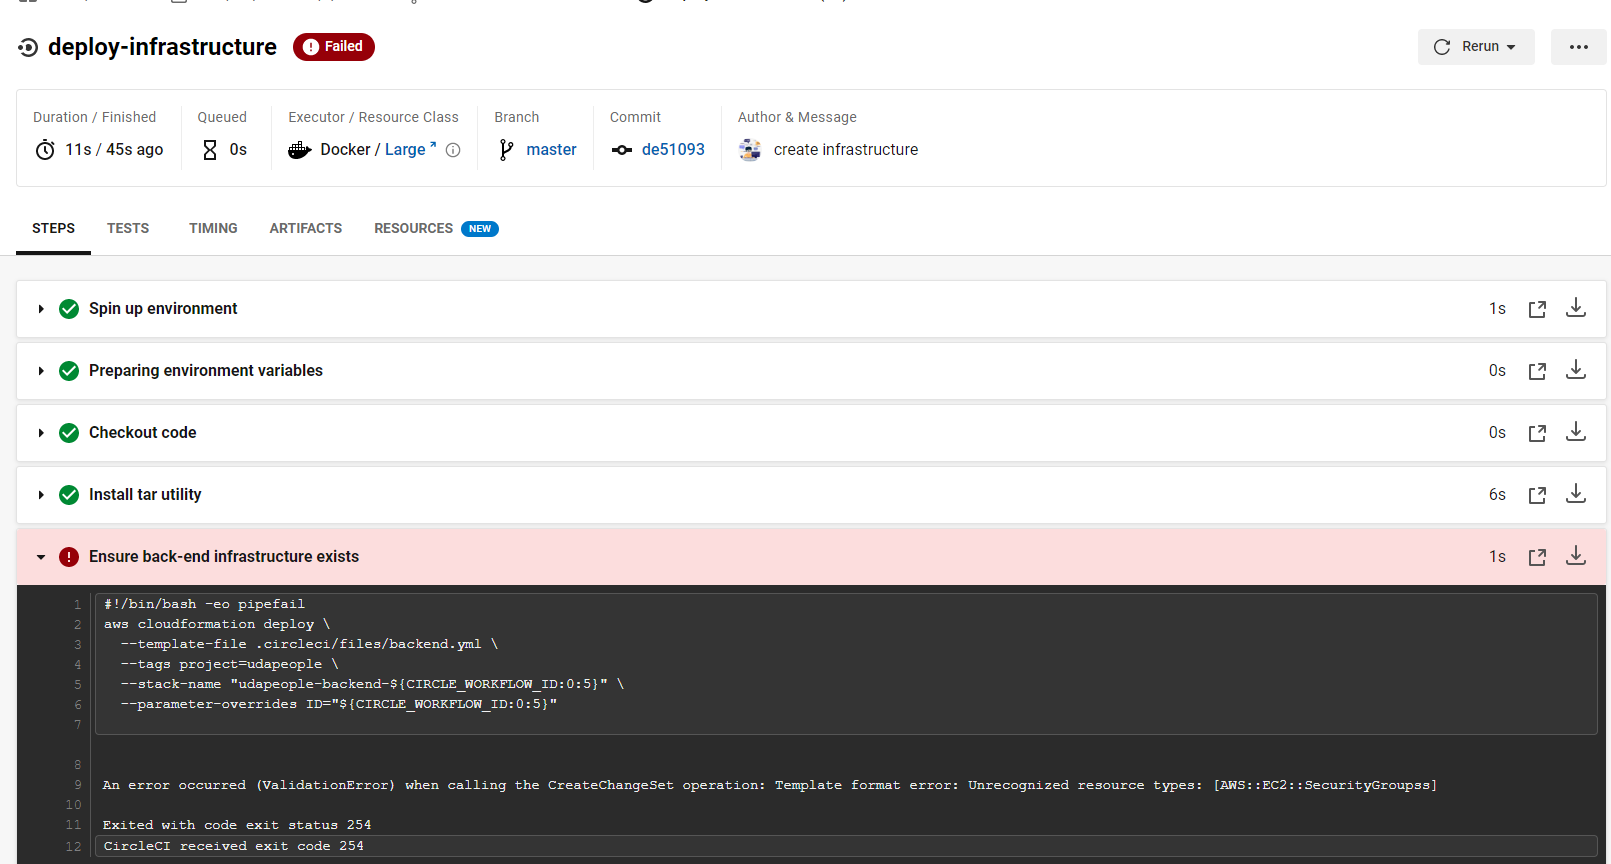 deploy-infrastructure Failed Rerun
Duration / Finished Queued Executor / Resource Class Branch Commit Author & Message
11s / 45s ago 0s Docker / Large master de51093 create infrastructure
STEPS TESTS TIMING ARTIFACTS RESOURCES NEW
Spin up environment 1s
Preparing environment variables 0s
Checkout code 0s
Install tar utility 6s
Ensure back-end infrastructure exists 1s
1 #!/bin/bash -eo pipefail
2 aws cloudformation deploy \
3 --template-file .circleci/files/backend.yml \
4 --tags project=udapeople \
5 --stack-name "udapeople-backend-${CIRCLE_WORKFLOW_ID:0:5}" \
6 --parameter-overrides ID="${CIRCLE_WORKFLOW_ID:0:5}"
7
8
9 An error occurred (ValidationError) when calling the CreateChangeSet operation: Template format error: Unrecognized resource types: [AWS::EC2::SecurityGroupss]
10
11 Exited with code exit status 254
12 CircleCI received exit code 254